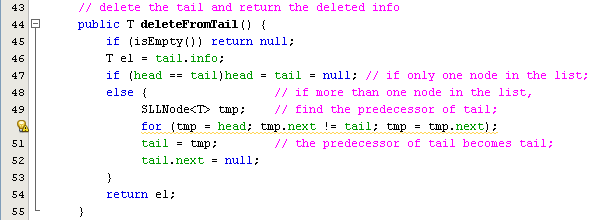 43 // delete the tail and return the deleted info
44 public T deleteFromTail() {
45 if (isEmpty()) return null;
46 T el = tail.info;
47 if (head == tail)head = tail = null; // if only one node in the list;
48 else { // if more than one node in the list,
49 SLLNode<T> tmp; // find the predecessor of tail;
for (tmp = head; tmp.next != tail; tmp = tmp.next);
51 tail = tmp; // the predecessor of tail becomes tail;
52 tail.next = null;
53 }
54 return el;
55 }